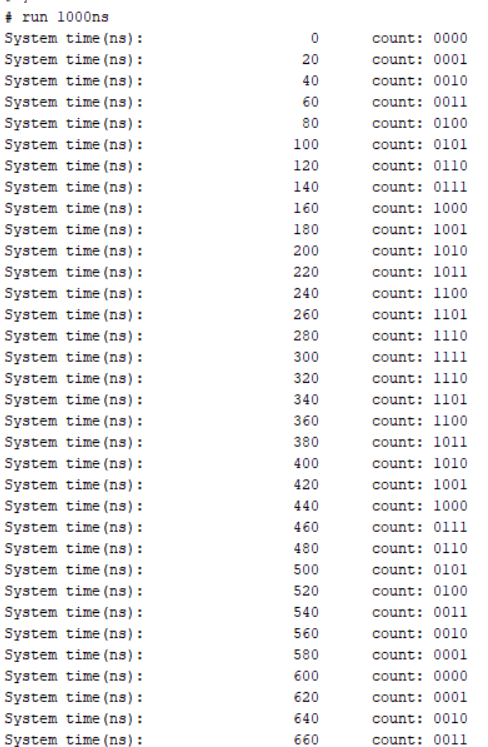 # run 1000ns
System time(ns): 0 count: 0000
System time(ns): 20 count: 0001
System time(ns): 40 count: 0010
System time(ns): 60 count: 0011
System time(ns): 80 count: 0100
System time(ns): 100 count: 0101
System time(ns): 120 count: 0110
System time(ns): 140 count: 0111
System time(ns): 160 count: 1000
System time(ns): 180 count: 1001
System time(ns): 200 count: 1010
System time(ns): 220 count: 1011
System time(ns): 240 count: 1100
System time(ns): 260 count: 1101
System time(ns): 280 count: 1110
System time(ns): 300 count: 1111
System time(ns): 320 count: 1110
System time(ns): 340 count: 1101
System time(ns): 360 count: 1100
System time(ns): 380 count: 1011
System time(ns): 400 count: 1010
System time(ns): 420 count: 1001
System time(ns): 440 count: 1000
System time(ns): 460 count: 0111
System time(ns): 480 count: 0110
System time(ns): 500 count: 0101
System time(ns): 520 count: 0100
System time(ns): 540 count: 0011
System time(ns): 560 count: 0010
System time(ns): 580 count: 0001
System time(ns): 600 count: 0000
System time(ns): 620 count: 0001
System time(ns): 640 count: 0010
System time(ns): 660 count: 0011